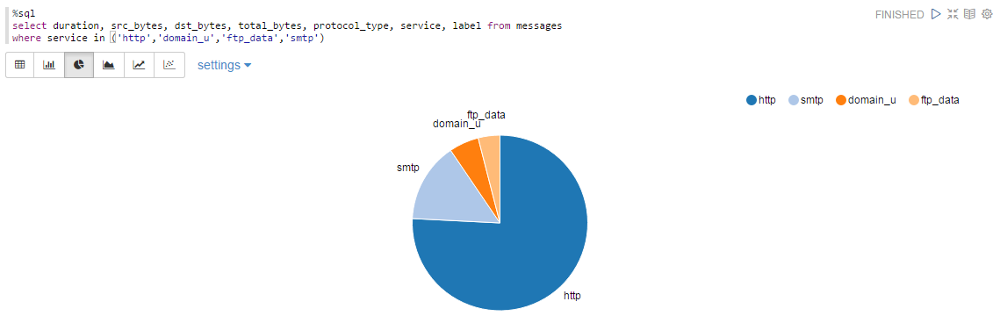 %sql
select duration, src_bytes, dst_bytes, total_bytes, protocol_type, service, label from messages
where service in ('http','domain_u','ftp_data','smtp')
FINISHED
settings
http smtp domain_u ftp_data
ftp_data
domain_u
smtp
http